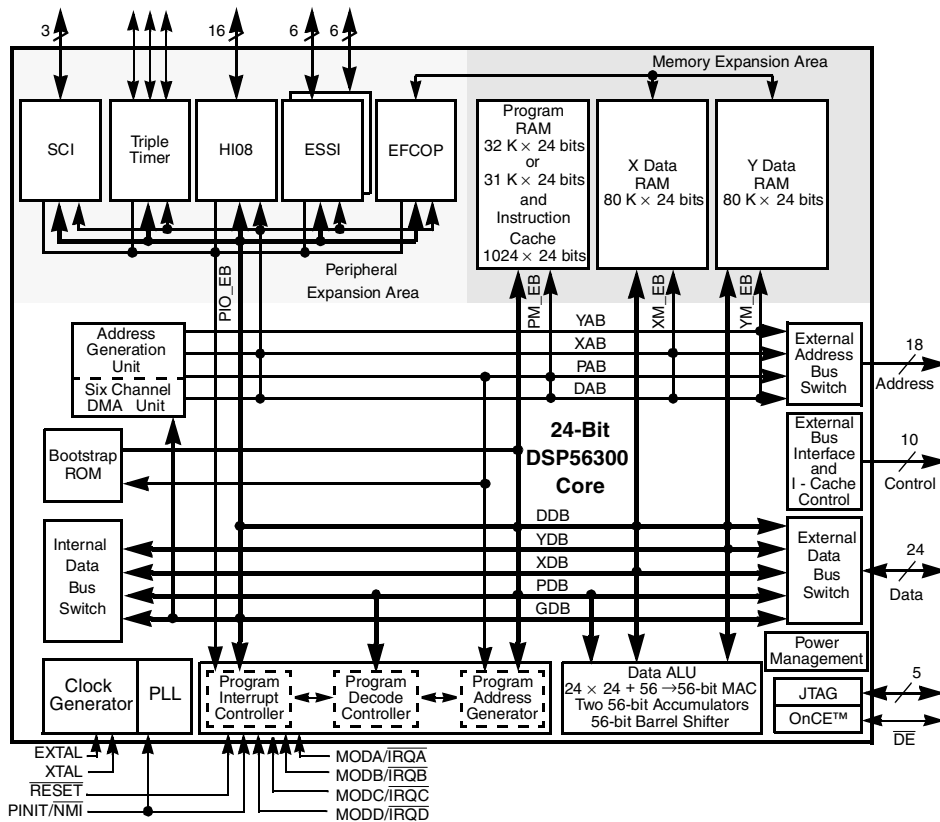 3
16
6
6
Memory Expansion Area
SCI
Triple
Timer
HI08
ESSI
EFCOP
Program
RAM
32 K × 24 bits
or
31 K × 24 bits
and
Instruction
Cache
1024 × 24 bits
X Data
RAM
80 K × 24 bits
Y Data
RAM
80 K × 24 bits
Peripheral
Expansion Area
PIO_EB
PM_EB
XM_EB
YM_EB
Address
Generation
Unit
Six Channel
DMA Unit
YAB
XAB
PAB
DAB
External
Address
Bus
Switch
18
Address
Bootstrap
ROM
24-Bit
DSP56300
Core
External
Bus
Interface
and
I - Cache
Control
10
Control
Internal
Data
Bus
Switch
DDB
YDB
XDB
PDB
GDB
External
Data
Bus
Switch
24
Data
Power
Management
Clock
Generator
PLL
Program
Interrupt
Controller
Program
Decode
Controller
Program
Address
Generator
Data ALU
24 × 24 + 56 →56-bit MAC
Two 56-bit Accumulators
56-bit Barrel Shifter
JTAG
OnCE™
5
DE
EXTAL
XTAL
RESET
PINIT/NMI
MODA/IRQA
MODB/IRQB
MODC/IRQC
MODD/IRQD